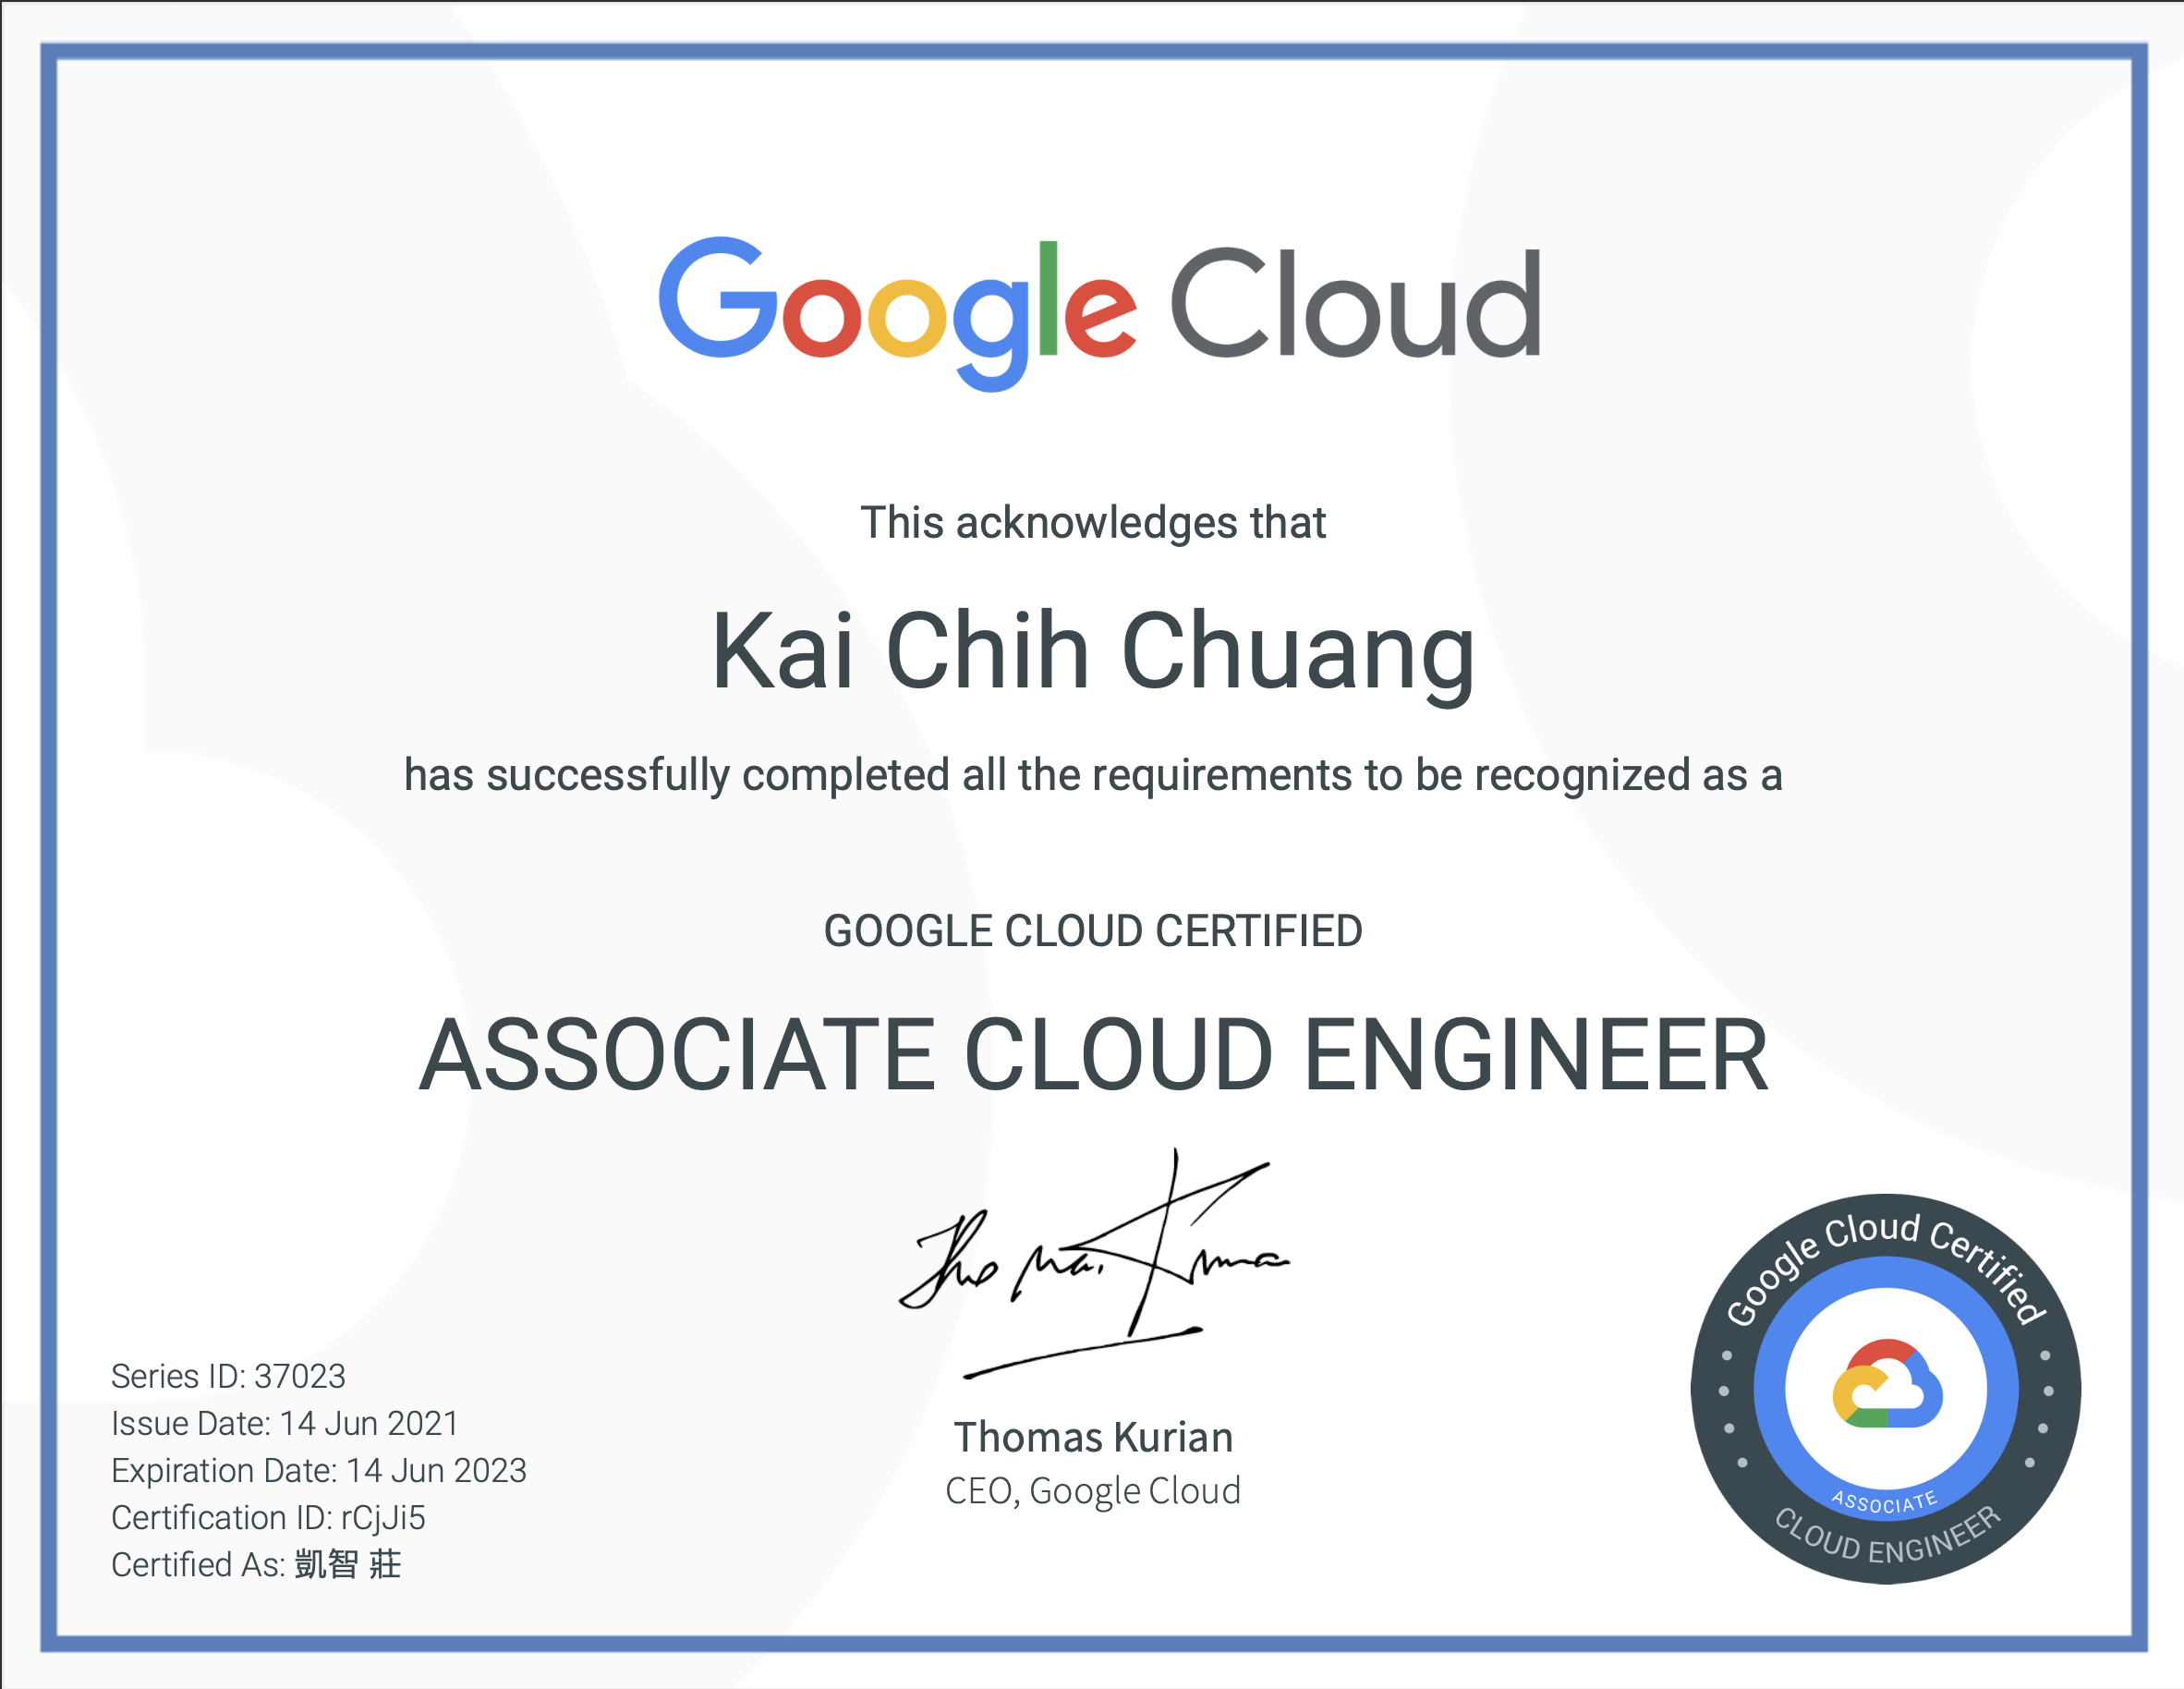 Google Cloud
This acknowledges that
Kai Chih Chuang
has successfully completed all the requirements to be recognized as a
GOOGLE CLOUD CERTIFIED
ASSOCIATE CLOUD ENGINEER
Thomas Kurian
CEO, Google Cloud
Series ID: 37023
Issue Date: 14 Jun 2021
Expiration Date: 14 Jun 2023
Certification ID: rCjJi5
Certified As: 凱智 莊
Google Cloud Certified
ASSOCIATE
CLOUD ENGINEER